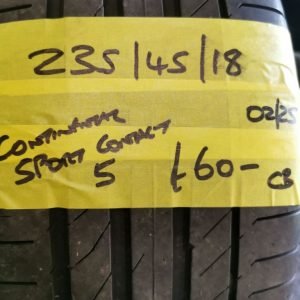 235/45/18
02/25
CONTINENTAL
SPORT CONTACT
5
£60-
CB